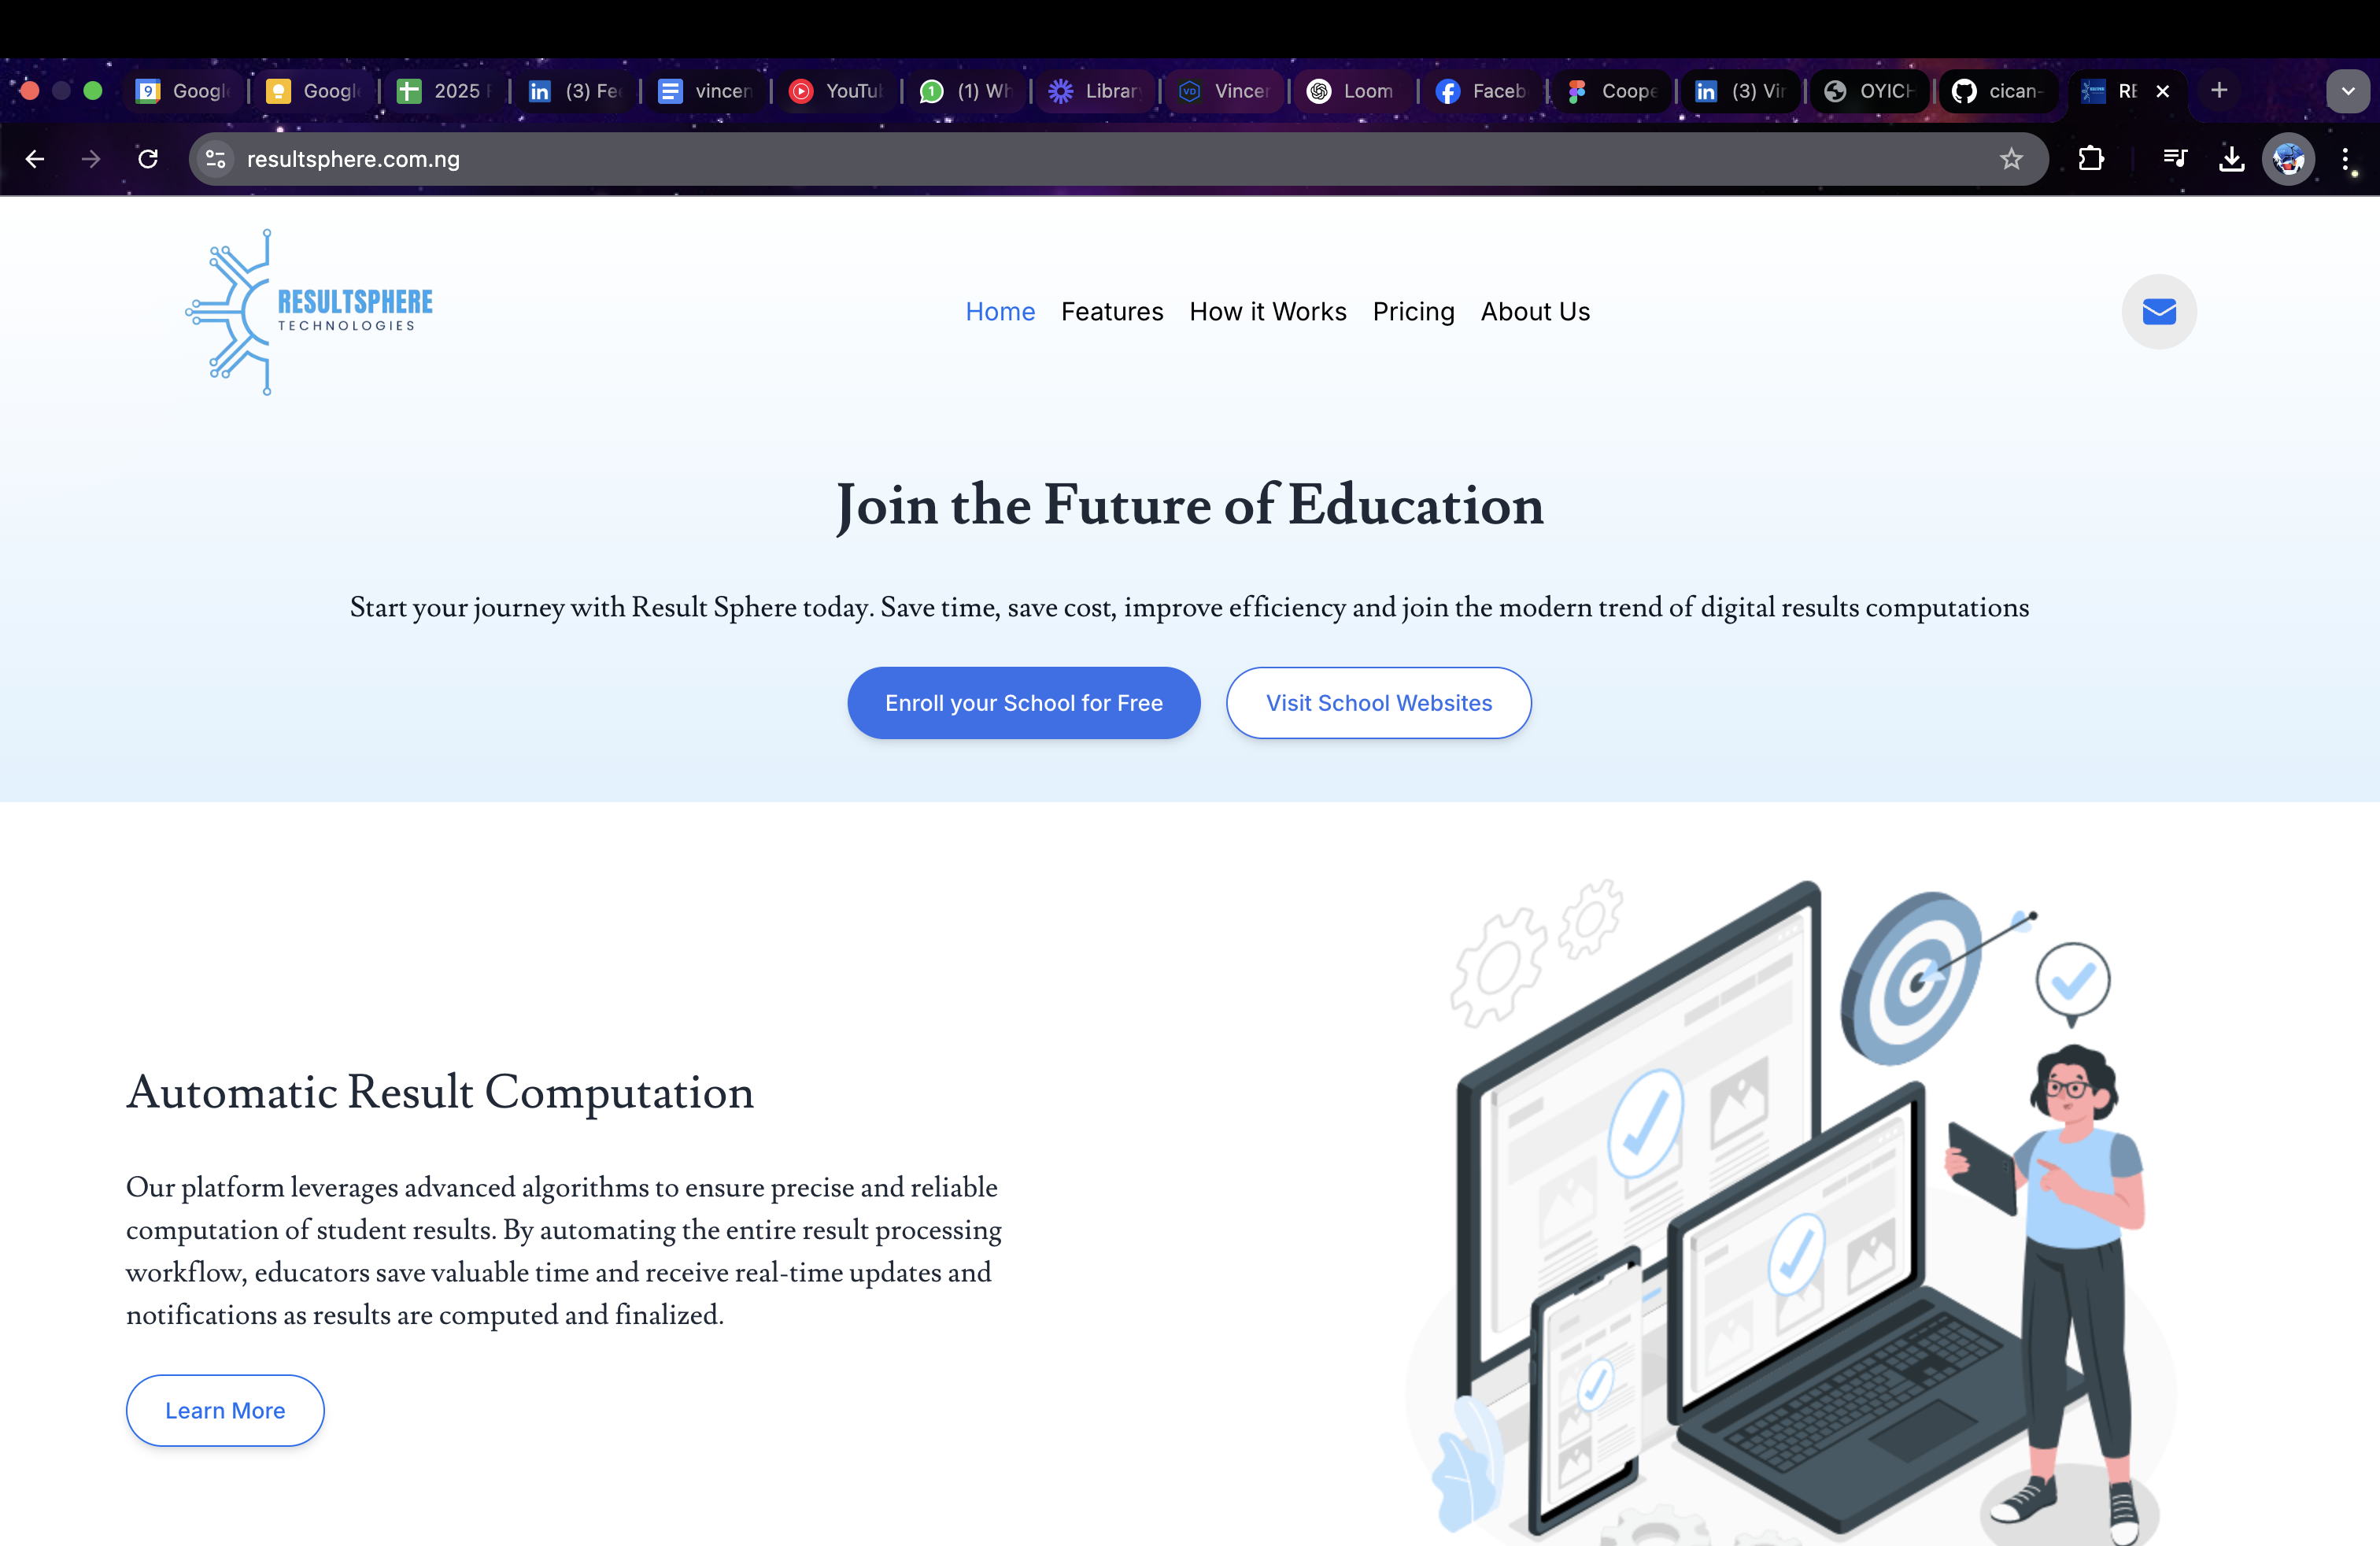 Googl
Googl
2025 F
(3) Fee
vincen
YouTub
(1) Wh
Librar
Vincen
Loom
Faceb
Coope
(3) Vin
OYICH
cican-
RE
resultsphere.com.ng
RESULTSPHERE
TECHNOLOGIES
Home
Features
How it Works
Pricing
About Us
Join the Future of Education
Start your journey with Result Sphere today. Save time, save cost, improve efficiency and join the modern trend of digital results computations
Enroll your School for Free
Visit School Websites
Automatic Result Computation
Our platform leverages advanced algorithms to ensure precise and reliable
computation of student results. By automating the entire result processing
workflow, educators save valuable time and receive real-time updates and
notifications as results are computed and finalized.
Learn More